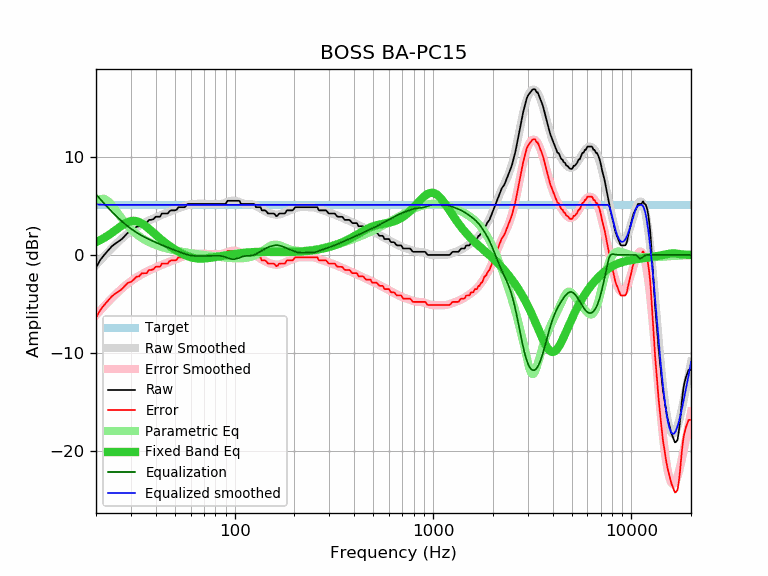 BOSS BA-PC15
Amplitude (dBr)
10
0
−10
−20
Target
Raw Smoothed
Error Smoothed
Raw
Error
Parametric Eq
Fixed Band Eq
Equalization
Equalized smoothed
100
1000
10000
Frequency (Hz)